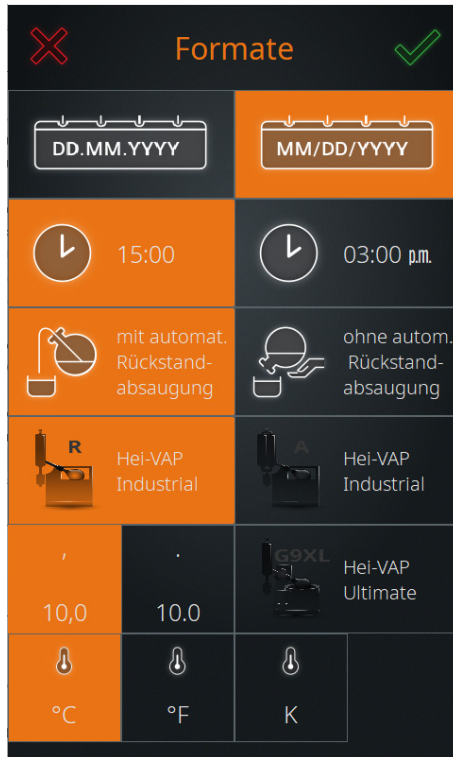 Formate
DD.MM.YYYY
MM/DD/YYYY
15:00
03:00 p.m.
mit automat.
Rückstand-
absaugung
ohne autom.
Rückstand-
absaugung
R
Hei-VAP
Industrial
A
Hei-VAP
Industrial
,
10,0
.
10.0
G9XL
Hei-VAP
Ultimate
°C
°F
K